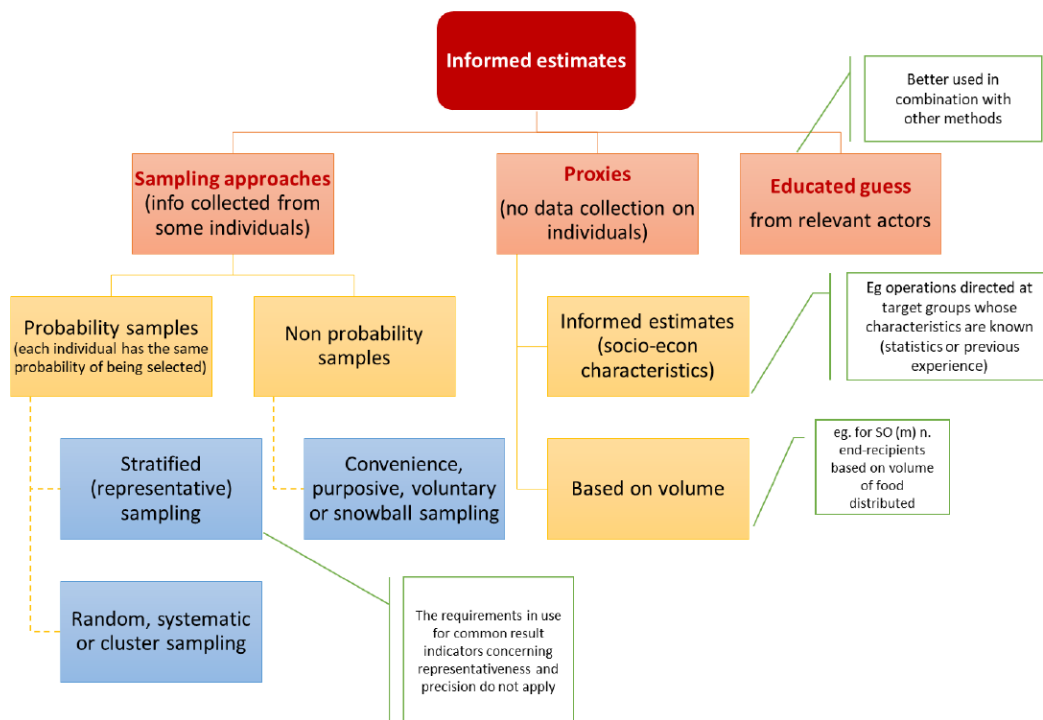 Informed estimates
Better used in
combination with
other methods
Sampling approaches
(info collected from
some individuals)
Proxies
(no data collection on
individuals)
Educated guess
from relevant actors
Probability samples
(each individual has the same
probability of being selected)
Non probability
samples
Informed estimates
(socio-econ
characteristics)
Eg operations directed at
target groups whose
characteristics are known
(statistics or previous
experience)
Stratified
(representative)
sampling
Convenience,
purposive, voluntary
or snowball sampling
Based on volume
eg. for SO (m) n.
end-recipients
based on volume
of food
distributed
Random, systematic
or cluster sampling
The requirements in use
for common result
indicators concerning
representativeness and
precision do not apply